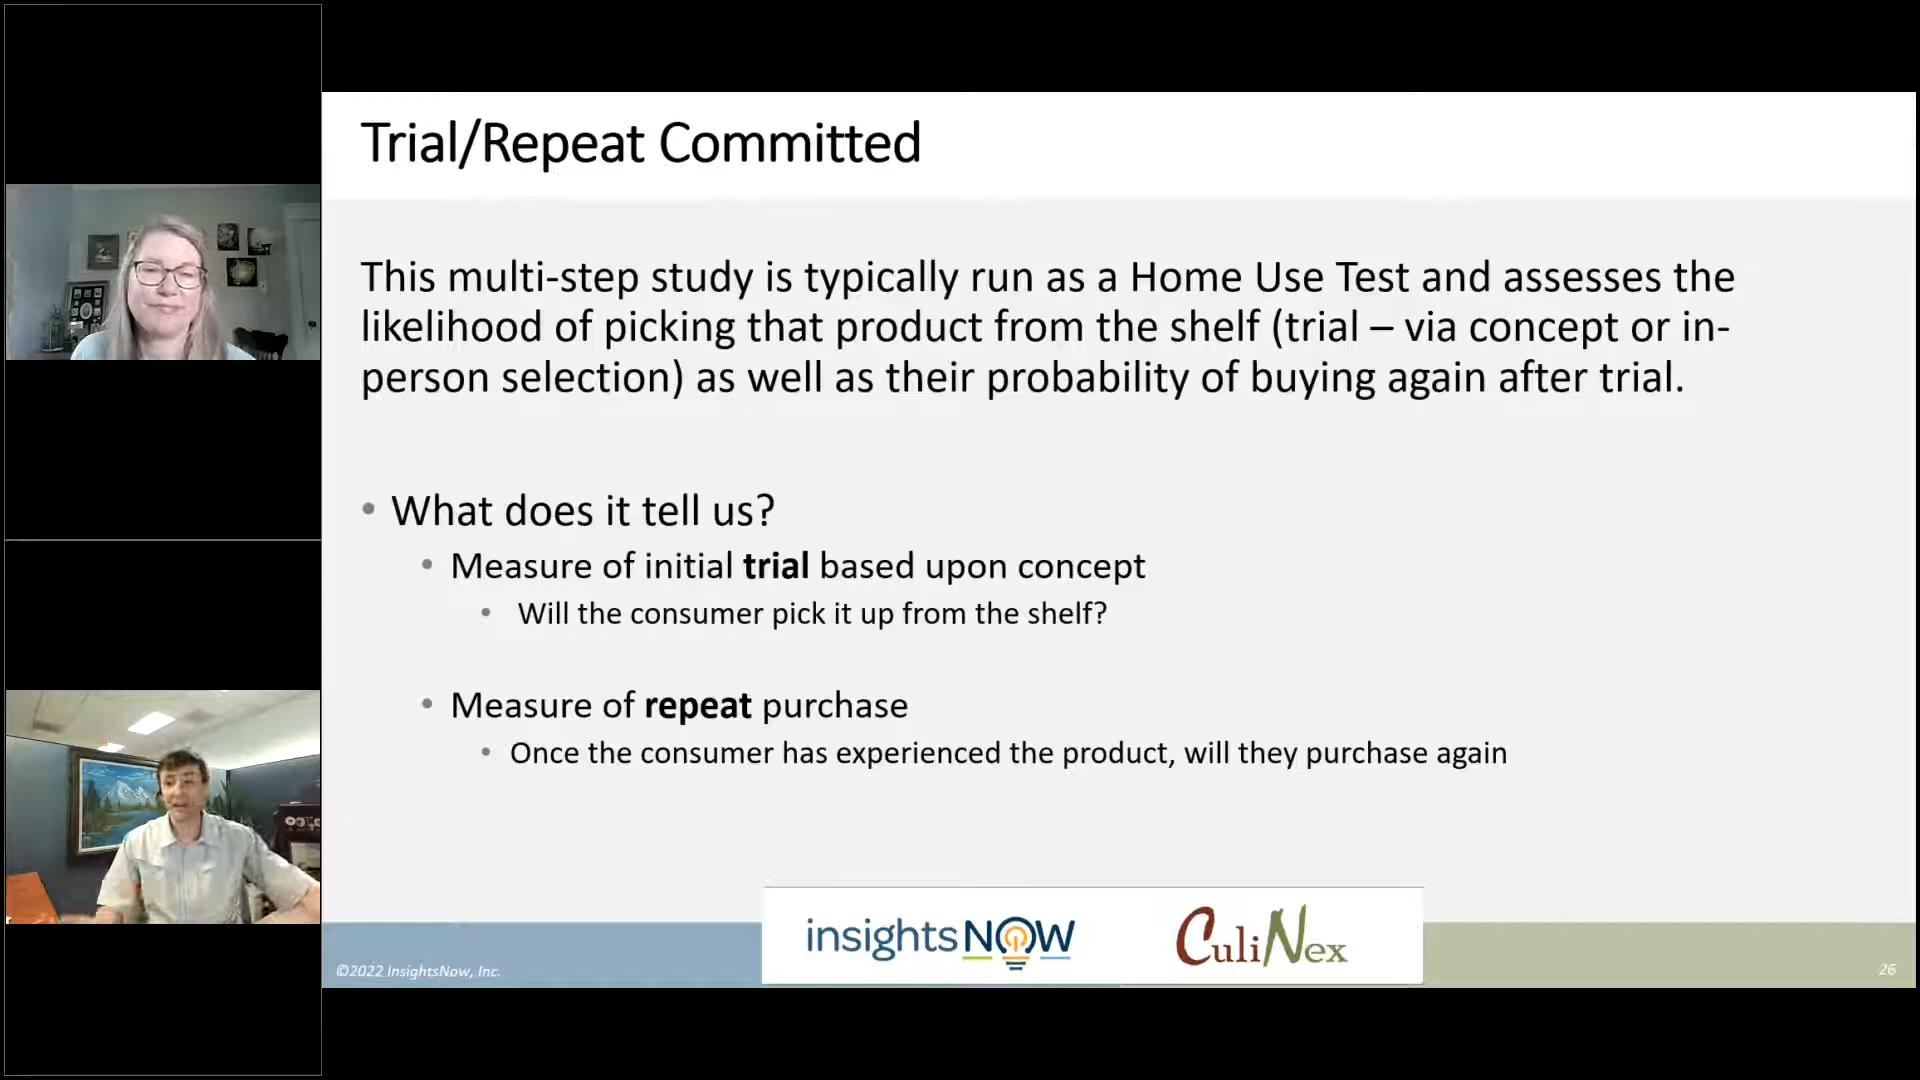 Trial/Repeat Committed
This multi-step study is typically run as a Home Use Test and assesses the
likelihood of picking that product from the shelf (trial – via concept or in-
person selection) as well as their probability of buying again after trial.
• What does it tell us?
• Measure of initial trial based upon concept
• Will the consumer pick it up from the shelf?
• Measure of repeat purchase
• Once the consumer has experienced the product, will they purchase again
insightsNOW
CuliNex
©2022 InsightsNow, Inc.
26